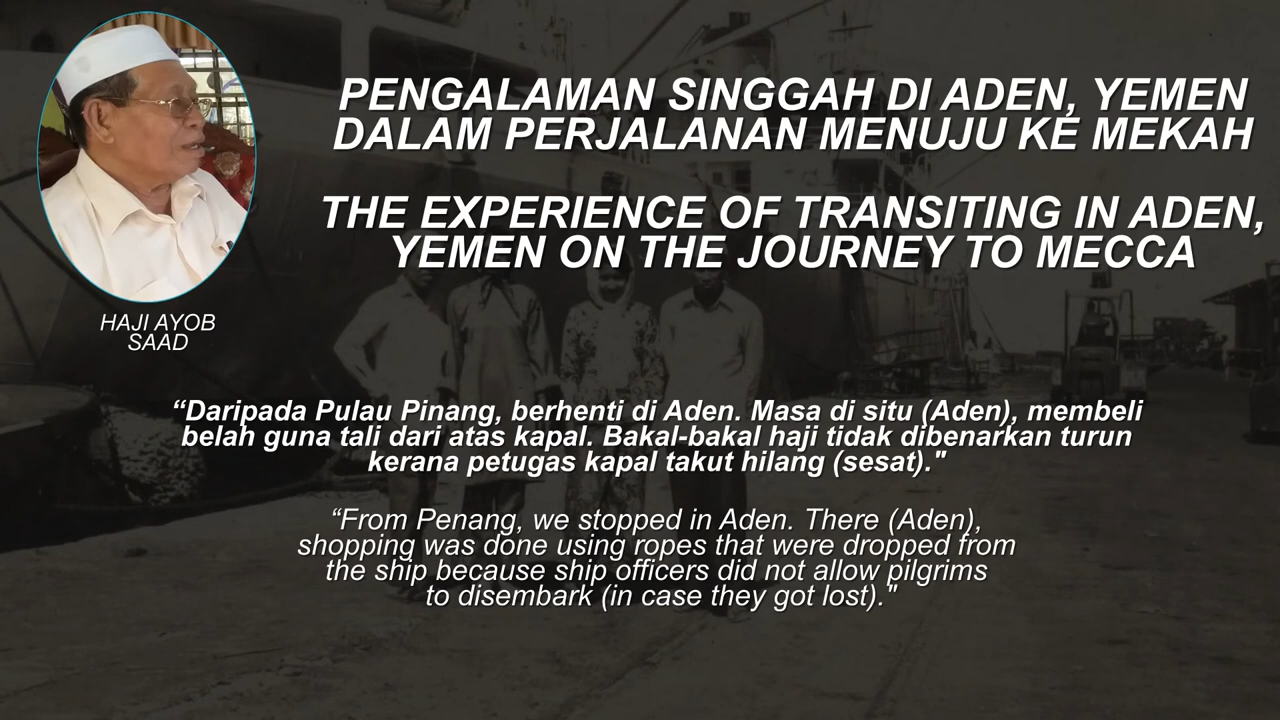 PENGALAMAN SINGGAH DI ADEN, YEMEN
DALAM PERJALANAN MENUJU KE MEKAH
THE EXPERIENCE OF TRANSITING IN ADEN,
YEMEN ON THE JOURNEY TO MECCA
HAJI AYOB
SAAD
“Daripada Pulau Pinang, berhenti di Aden. Masa di situ (Aden), membeli
belah guna tali dari atas kapal. Bakal-bakal haji tidak dibenarkan turun
kerana petugas kapal takut hilang (sesat)."
“From Penang, we stopped in Aden. There (Aden),
shopping was done using ropes that were dropped from
the ship because ship officers did not allow pilgrims
to disembark (in case they got lost)."